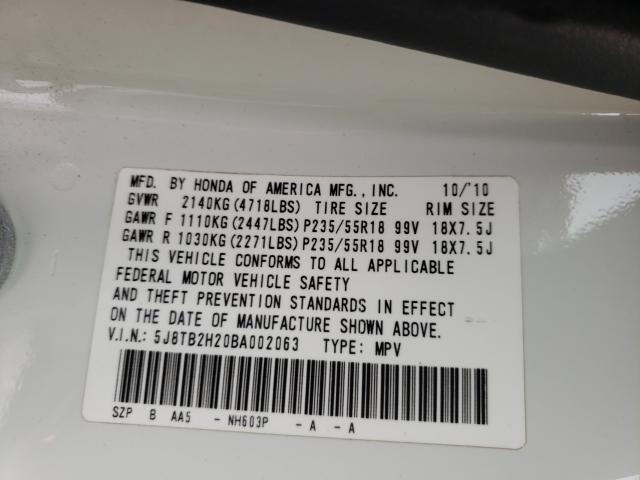 MFD. BY HONDA OF AMERICA MFG., INC. 10/'10
GVWR 2140KG(4718LBS) TIRE SIZE RIM SIZE
GAWR F 1110KG(2447LBS)P235/55R18 99V 18X7.5J
GAWR R 1030KG(2271LBS)P235/55R18 99V 18X7.5J
THIS VEHICLE CONFORMS TO ALL APPLICABLE
FEDERAL MOTOR VEHICLE SAFETY
AND THEFT PREVENTION STANDARDS IN EFFECT
ON THE DATE OF MANUFACTURE SHOWN ABOVE.
V.I.N.: 5J8TB2H20BA002063 TYPE: MPV
SZP B AA5 - NH603P - A - A